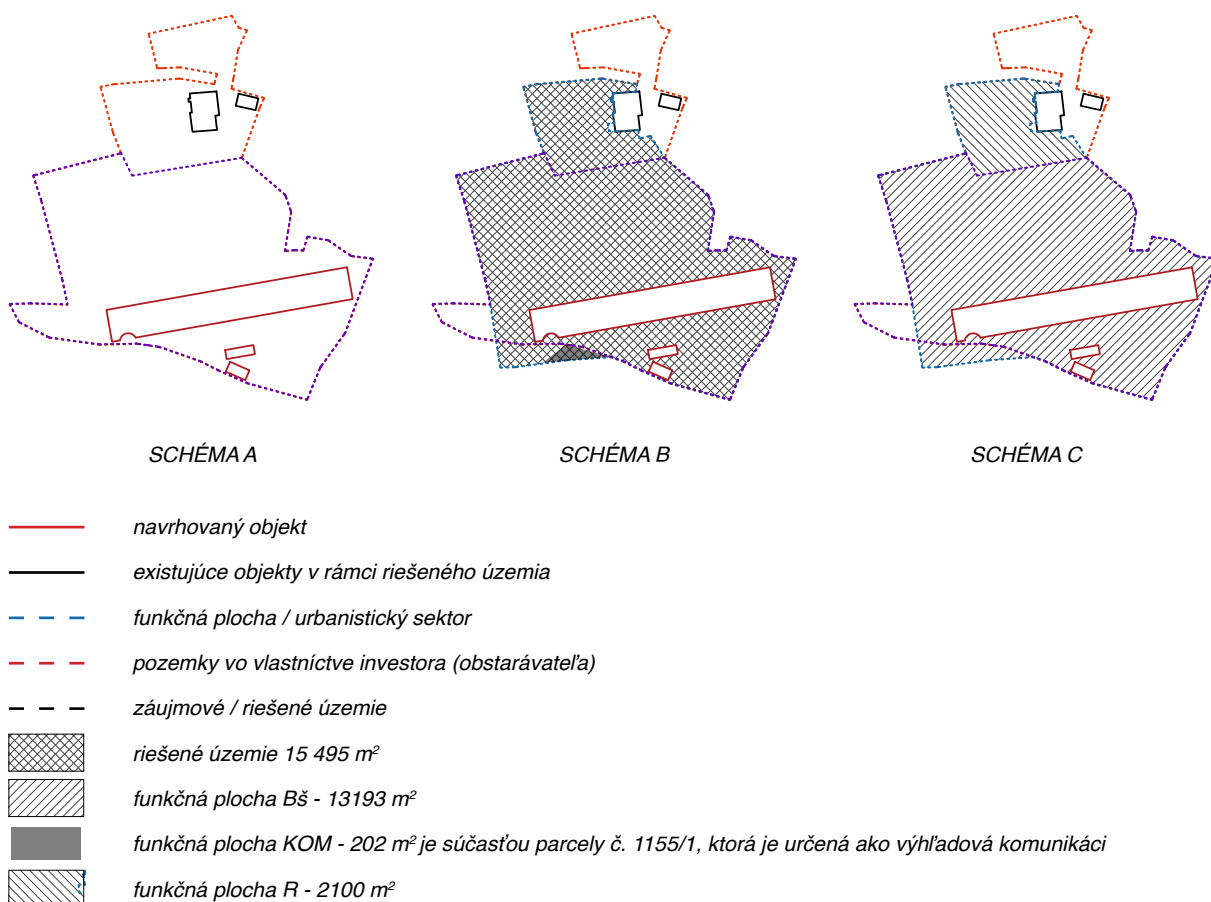 SCHÉMA A
SCHÉMA B
SCHÉMA C
navrhovaný objekt
existujúce objekty v rámci riešeného územia
funkčná plocha / urbanistický sektor
pozemky vo vlastníctve investora (obstarávateľa)
záujmové / riešené územie
riešené územie 15 495 m²
funkčná plocha Bš - 13193 m²
funkčná plocha KOM - 202 m² je súčasťou parcely č. 1155/1, ktorá je určená ako výhľadová komunikáci
funkčná plocha R - 2100 m²